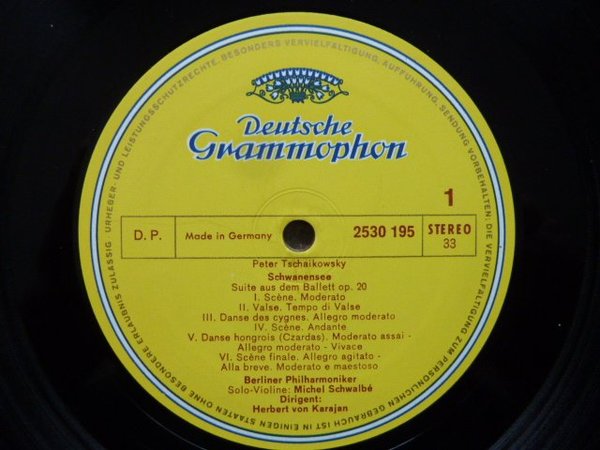 URHEBER- UND LEISTUNGSSCHUTZRECHTE, BESONDERS VERVIELFÄLTIGUNG, AUFFÜHRUNG, SENDUNG VORBEHALTEN: DIE VERVIELFÄLTIGUNG ZUM PERSÖNLICHEN GEBRAUCH IST IN EINIGEN STAATEN OHNE BESONDERE ERLAUBNIS ZULÄSSIG ·
Deutsche
Grammophon
1
D. P. Made in Germany 2530 195 STEREO
33
Peter Tschaikowsky
Schwanensee
Suite aus dem Ballett op. 20
I. Scène. Moderato
II. Valse. Tempo di Valse
III. Danse des cygnes. Allegro moderato
IV. Scène. Andante
V. Danse hongrois (Czardas). Moderato assai -
Allegro moderato - Vivace
VI. Scène finale. Allegro agitato -
Alla breve. Moderato e maestoso
Berliner Philharmoniker
Solo-Violine: Michel Schwalbé
Dirigent:
Herbert von Karajan